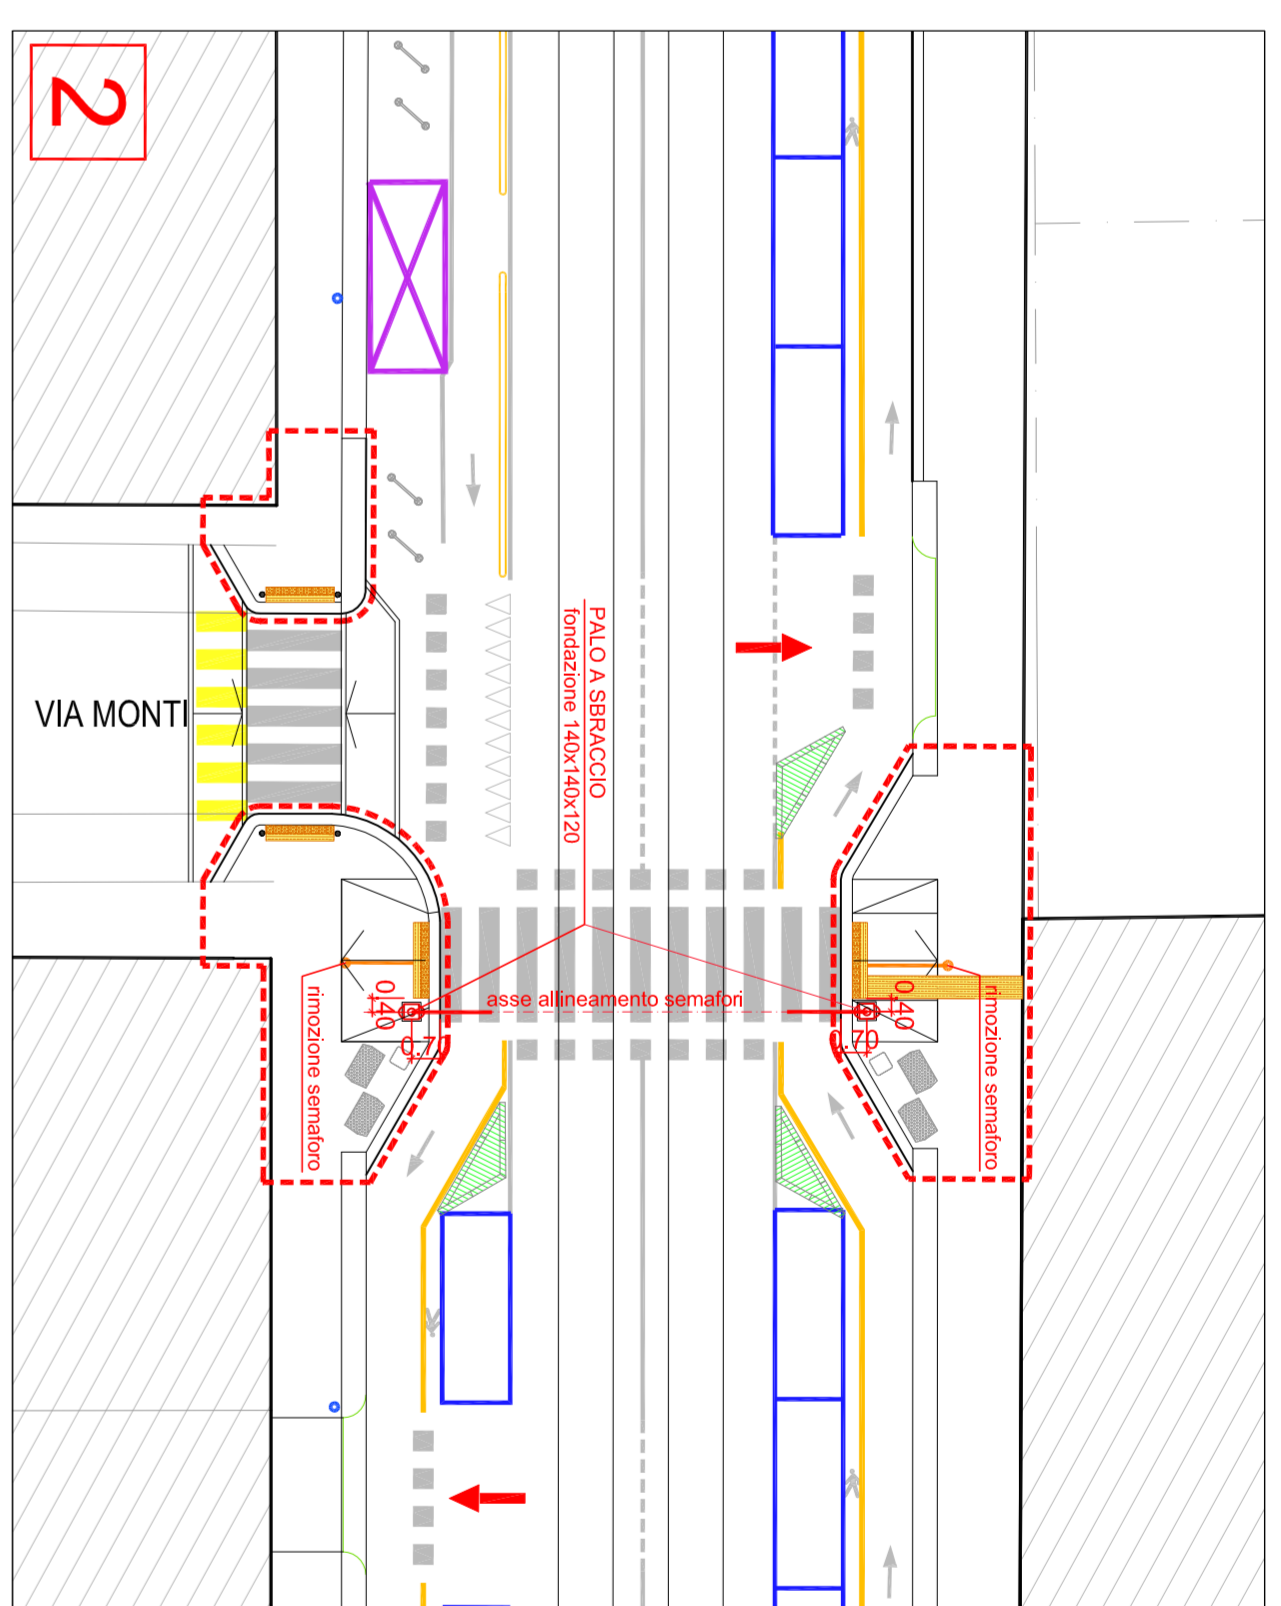 2
VIA MONTI
PALO A SBRACCIO
fondazione 140x140x120
asse allineamento semafori
0.40
0.70
rimozione semaforo
0.40
0.70
rimozione semaforo